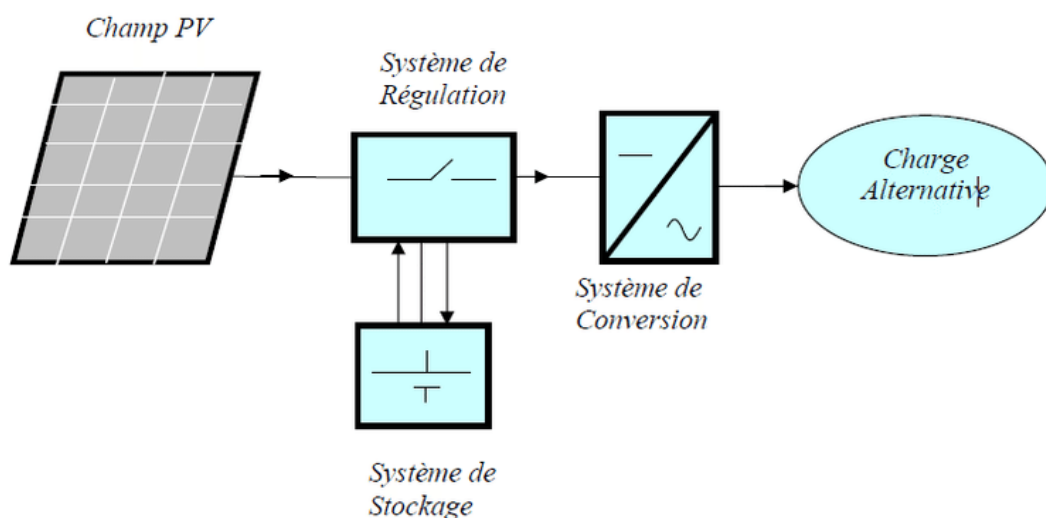 Champ PV
Système de
Régulation
Charge
Alternative
Système de
Conversion
Système de
Stockage